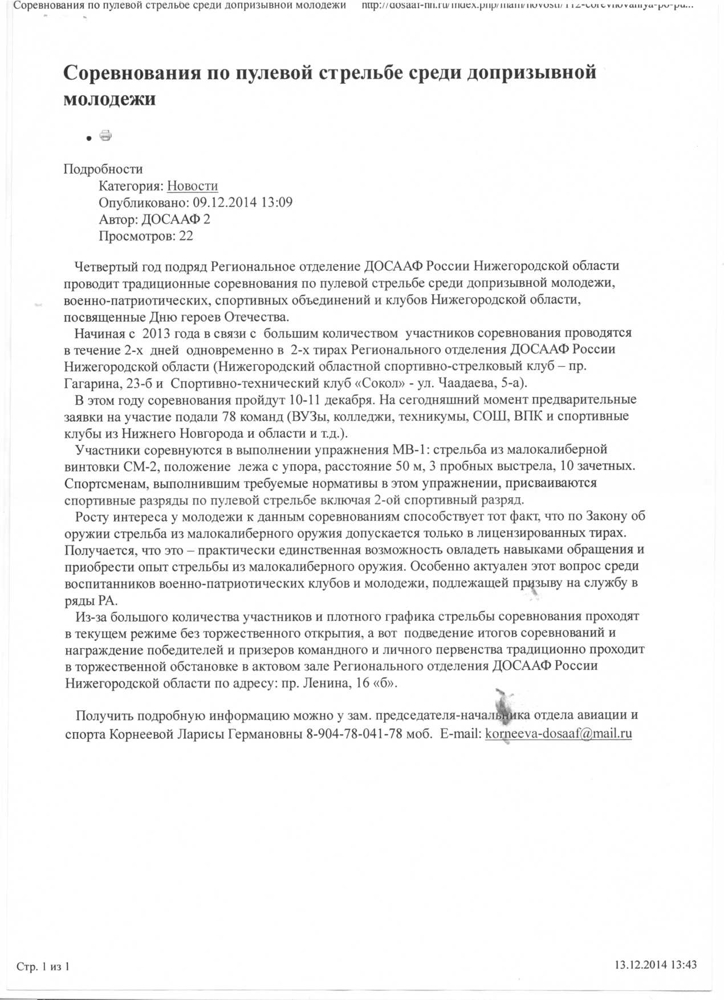 Соревнования по пулевой стрельбе среди допризывной молодежи http://dosaaf-nn.ru/index.php/main/novosti/112-sorevnovaniya-po-pu...
Соревнования по пулевой стрельбе среди допризывной
молодежи
Подробности
Категория: Новости
Опубликовано: 09.12.2014 13:09
Автор: ДОСААФ 2
Просмотров: 22
Четвертый год подряд Региональное отделение ДОСААФ России Нижегородской области
проводит традиционные соревнования по пулевой стрельбе среди допризывной молодежи,
военно-патриотических, спортивных объединений и клубов Нижегородской области,
посвященные Дню героев Отечества.
Начиная с 2013 года в связи с большим количеством участников соревнования проводятся
в течение 2-х дней одновременно в 2-х тирах Регионального отделения ДОСААФ России
Нижегородской области (Нижегородский областной спортивно-стрелковый клуб – пр.
Гагарина, 23-б и Спортивно-технический клуб «Сокол» - ул. Чаадаева, 5-а).
В этом году соревнования пройдут 10-11 декабря. На сегодняшний момент предварительные
заявки на участие подали 78 команд (ВУЗы, колледжи, техникумы, СОШ, ВПК и спортивные
клубы из Нижнего Новгорода и области и т.д.).
Участники соревнуются в выполнении упражнения МВ-1: стрельба из малокалиберной
винтовки СМ-2, положение лежа с упора, расстояние 50 м, 3 пробных выстрела, 10 зачетных.
Спортсменам, выполнившим требуемые нормативы в этом упражнении, присваиваются
спортивные разряды по пулевой стрельбе включая 2-ой спортивный разряд.
Росту интереса у молодежи к данным соревнованиям способствует тот факт, что по Закону об
оружии стрельба из малокалиберного оружия допускается только в лицензированных тирах.
Получается, что это – практически единственная возможность овладеть навыками обращения и
приобрести опыт стрельбы из малокалиберного оружия. Особенно актуален этот вопрос среди
воспитанников военно-патриотических клубов и молодежи, подлежащей призыву на службу в
ряды РА.
Из-за большого количества участников и плотного графика стрельбы соревнования проходят
в текущем режиме без торжественного открытия, а вот подведение итогов соревнований и
награждение победителей и призеров командного и личного первенства традиционно проходит
в торжественной обстановке в актовом зале Регионального отделения ДОСААФ России
Нижегородской области по адресу: пр. Ленина, 16 «б».
Получить подробную информацию можно у зам. председателя-начальника отдела авиации и
спорта Корнеевой Ларисы Германовны 8-904-78-041-78 моб. E-mail: korneeva-dosaaf@mail.ru
Стр. 1 из 1
13.12.2014 13:43